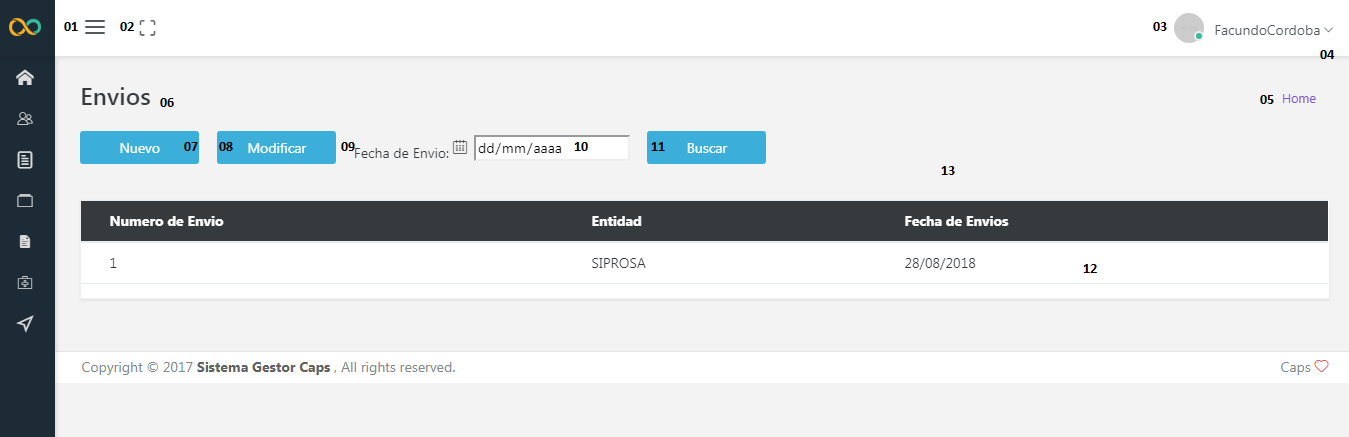 01 02 03 FacundoCordoba
04
Envios 06 05 Home
Nuevo 07 08 Modificar 09 Fecha de Envio: dd/mm/aaaa 10 11 Buscar
13
Numero de Envio Entidad Fecha de Envios
1 SIPROSA 28/08/2018 12
Copyright © 2017 Sistema Gestor Caps , All rights reserved. Caps